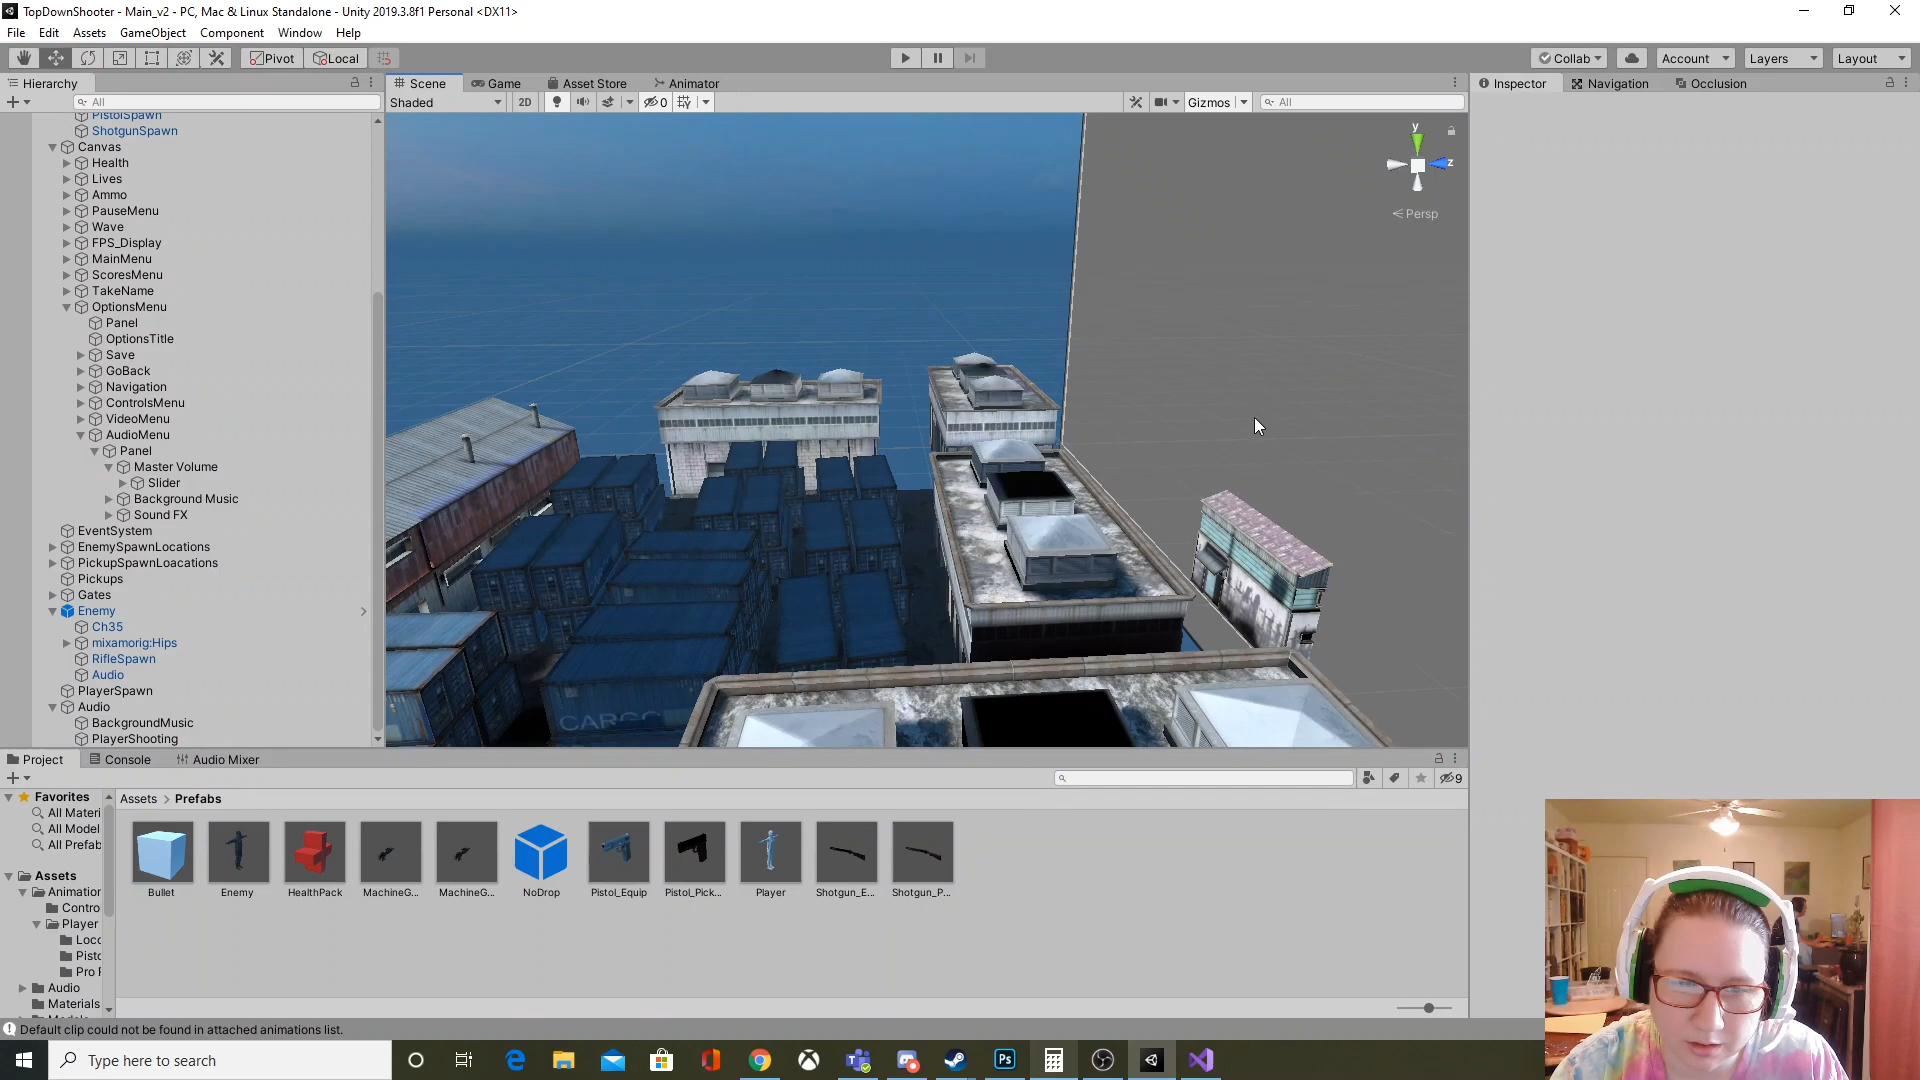 TopDownShooter - Main_v2 - PC, Mac & Linux Standalone - Unity 2019.3.8f1 Personal <DX11>
File Edit Assets GameObject Component Window Help
Pivot Local Collab Account Layers Layout
Hierarchy Scene Game Asset Store Animator Inspector Navigation Occlusion
All Shaded 2D 0 Gizmos All
PistolSpawn
ShotgunSpawn
Canvas
Health
Lives
Ammo
PauseMenu
Wave
FPS_Display
MainMenu
ScoresMenu
TakeName
OptionsMenu
Panel
OptionsTitle
Save
GoBack
Navigation
ControlsMenu
VideoMenu
AudioMenu
Panel
Master Volume
Slider
Background Music
Sound FX
EventSystem
EnemySpawnLocations
PickupSpawnLoacations
Pickups
Gates
Enemy
Ch35
mixamorig:Hips
RifleSpawn
Audio
PlayerSpawn
Audio
BackgroundMusic
PlayerShooting
y
z
Persp
CARGO
Project Console Audio Mixer
9
Favorites
All Materi
All Model
All Prefab
Assets
Animation
Contro
Player
Loco
Pisto
Pro F
Audio
Materials
Assets > Prefabs
Bullet Enemy HealthPack MachineG... MachineG... NoDrop Pistol_Equip Pistol_Pick... Player Shotgun_E... Shotgun_P...
Default clip could not be found in attached animations list.
Type here to search
Ps